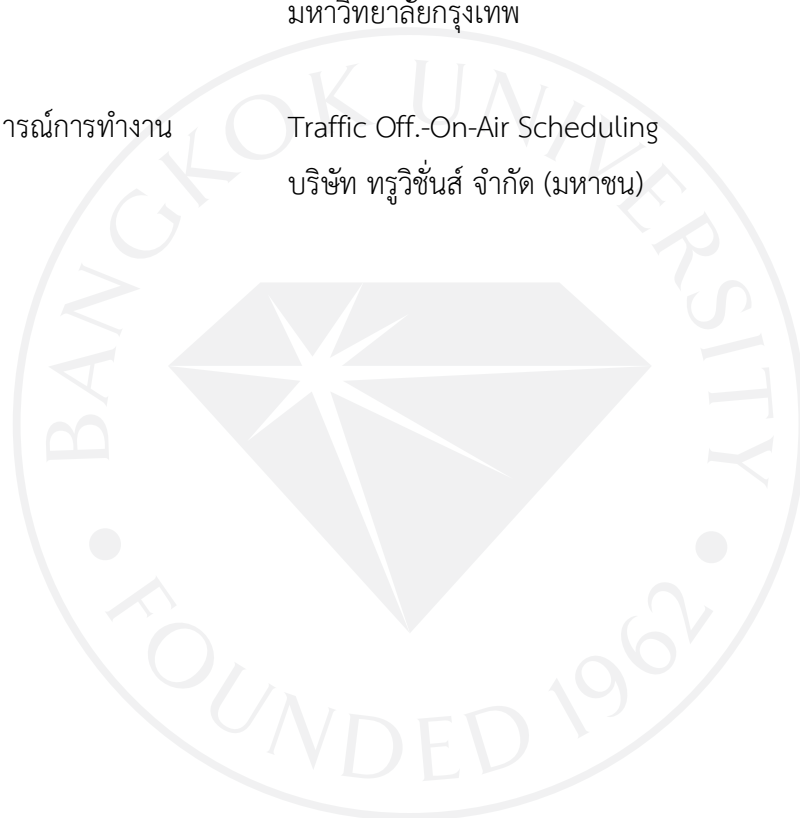 มหาวิทยาลัยกรุงเทพ
ารณ์การทำงาน Traffic Off.-On-Air Scheduling
บริษัท ทรูวิชั่นส์ จำกัด (มหาชน)
BANGKOK UNIVERSITY
• FOUNDED 1962 •